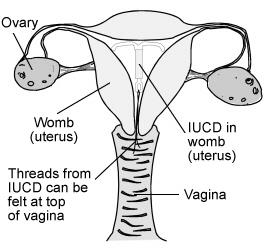 Ovary
Womb
(uterus)
IUCD in
womb
(uterus)
Threads from
IUCD can be
felt at top
of vagina
Vagina